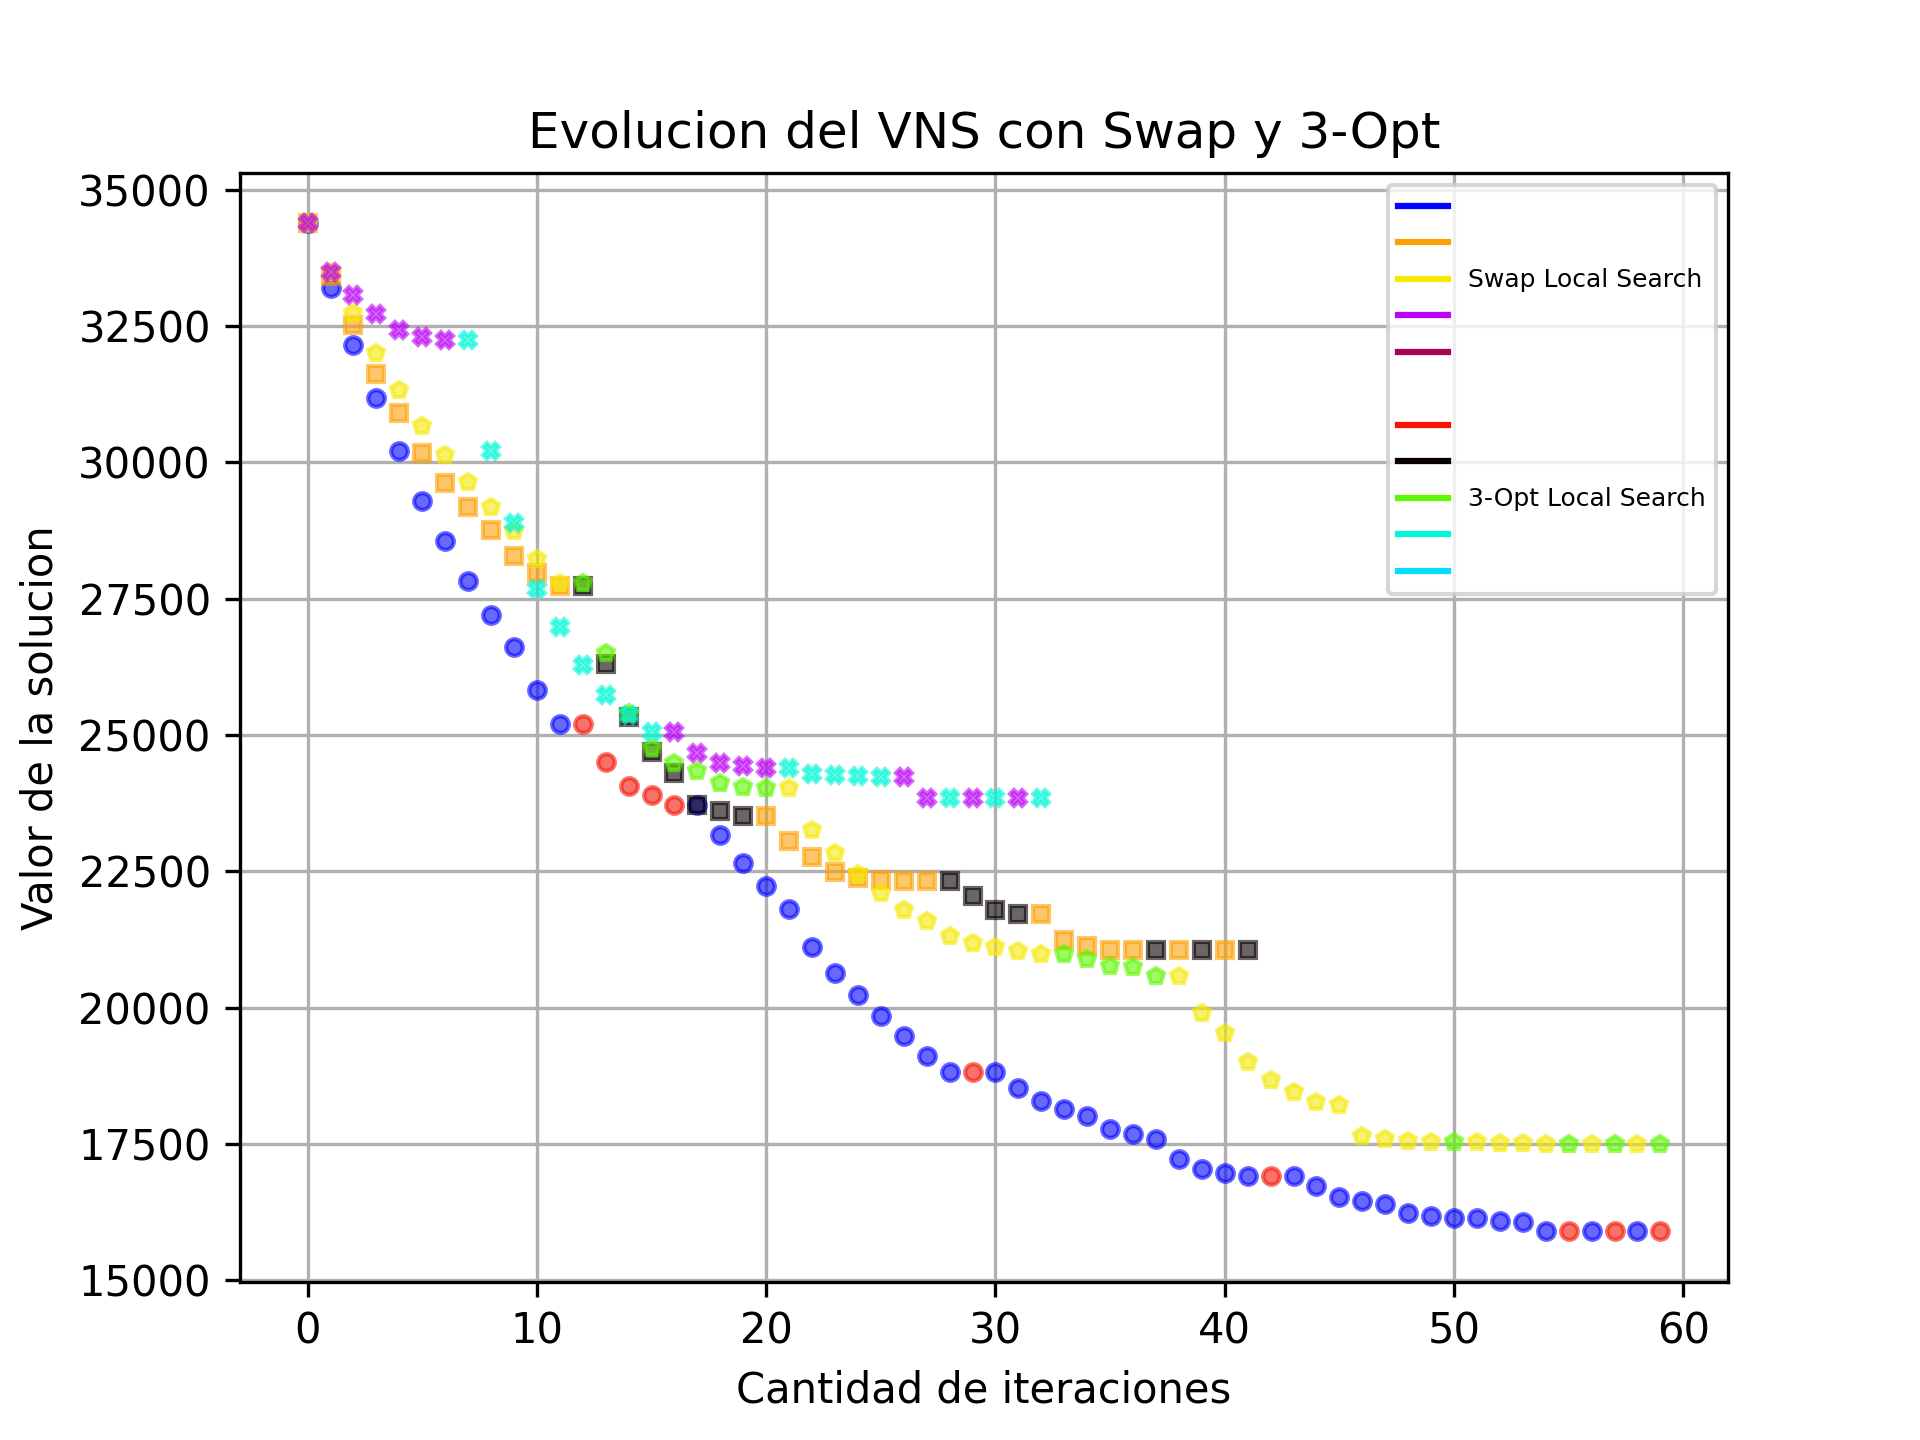 Evolucion del VNS con Swap y 3-Opt
35000
32500
30000
27500
25000
22500
20000
17500
15000
Valor de la solucion
Swap Local Search
3-Opt Local Search
0 10 20 30 40 50 60
Cantidad de iteraciones